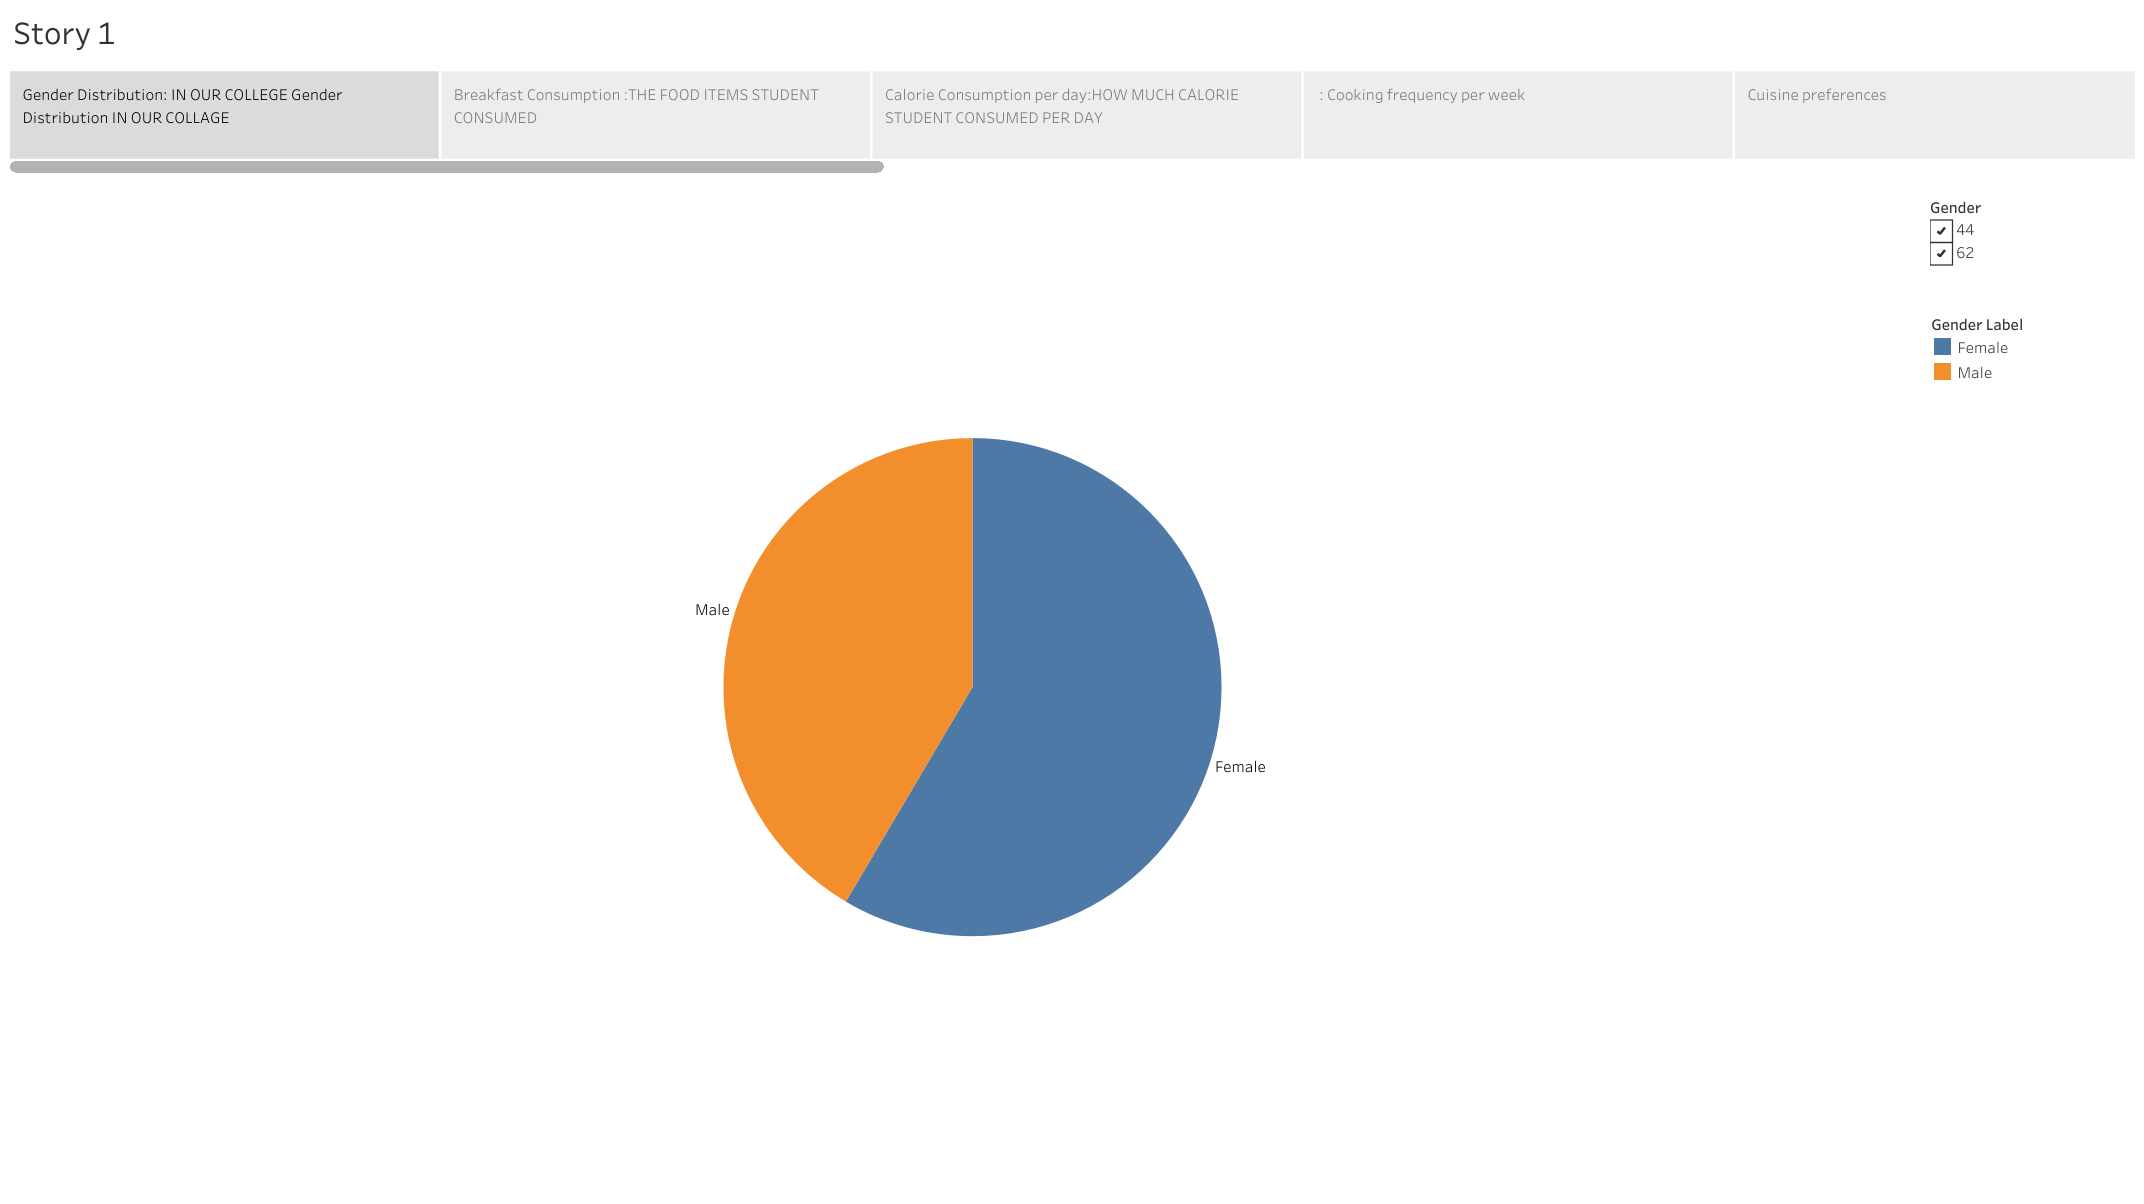 Story 1
Gender Distribution: IN OUR COLLEGE Gender
Distribution IN OUR COLLAGE
Breakfast Consumption :THE FOOD ITEMS STUDENT
CONSUMED
Calorie Consumption per day:HOW MUCH CALORIE
STUDENT CONSUMED PER DAY
: Cooking frequency per week
Cuisine preferences
Gender
44
62
Gender Label
Female
Male
Male
Female